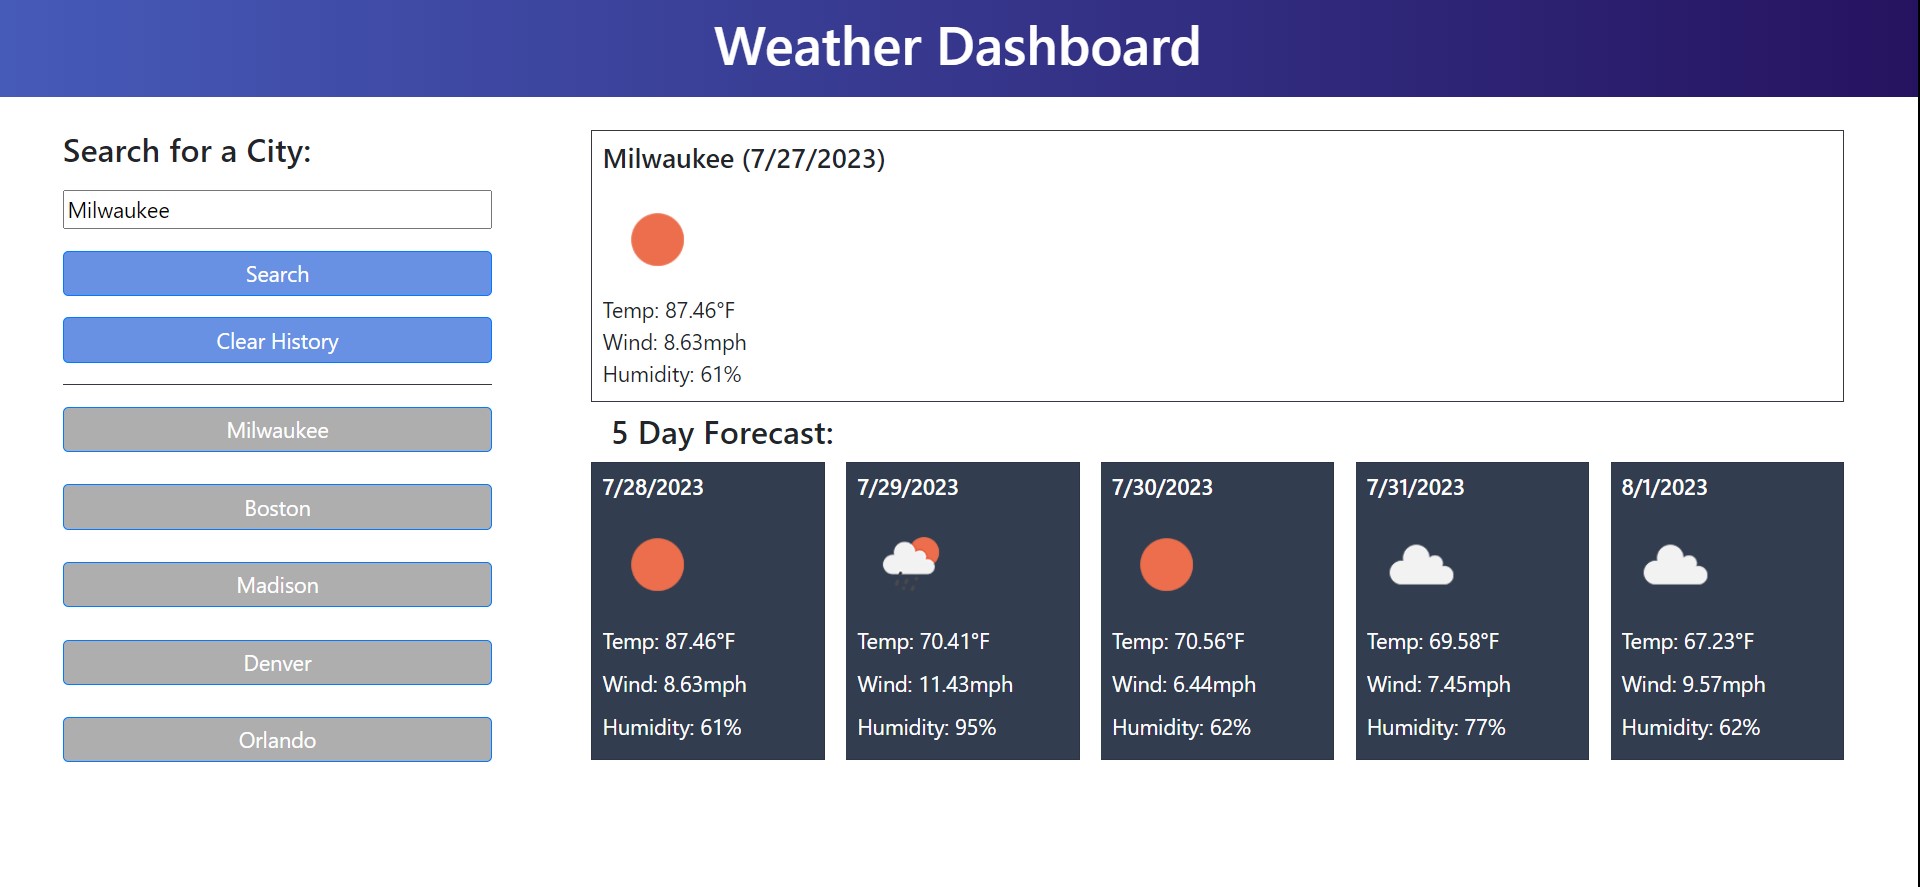 Weather Dashboard
Search for a City:
Milwaukee
Search
Clear History
Milwaukee
Boston
Madison
Denver
Orlando
Milwaukee (7/27/2023)
Temp: 87.46°F
Wind: 8.63mph
Humidity: 61%
5 Day Forecast:
7/28/2023
Temp: 87.46°F
Wind: 8.63mph
Humidity: 61%
7/29/2023
Temp: 70.41°F
Wind: 11.43mph
Humidity: 95%
7/30/2023
Temp: 70.56°F
Wind: 6.44mph
Humidity: 62%
7/31/2023
Temp: 69.58°F
Wind: 7.45mph
Humidity: 77%
8/1/2023
Temp: 67.23°F
Wind: 9.57mph
Humidity: 62%